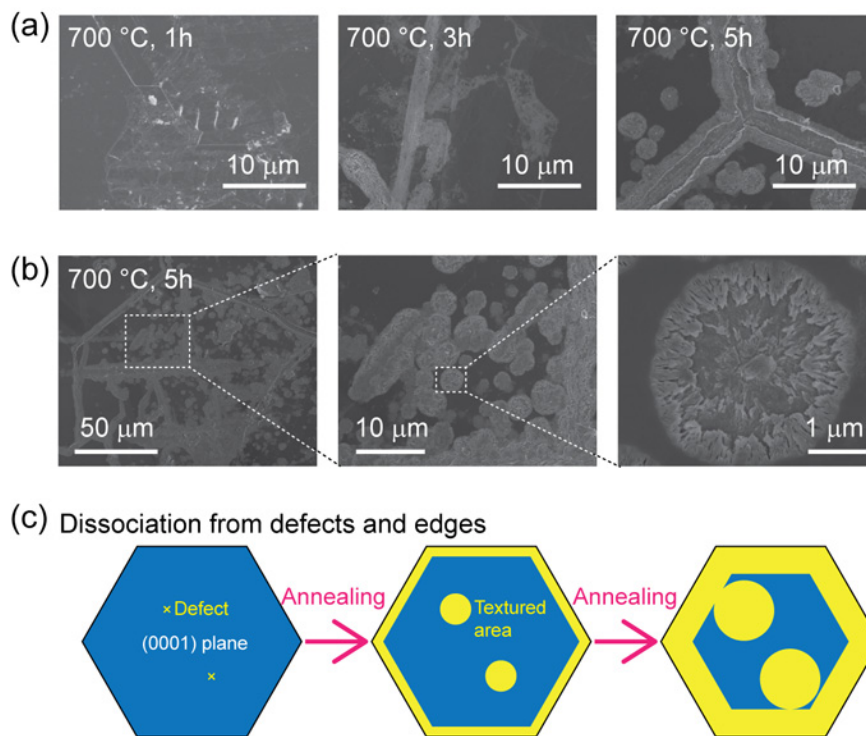 (a)
700 °C, 1h
10 μm
700 °C, 3h
10 μm
700 °C, 5h
10 μm
(b)
700 °C, 5h
50 μm
10 μm
1 μm
(c) Dissociation from defects and edges
×Defect
(0001) plane
×
Annealing
Textured
area
Annealing